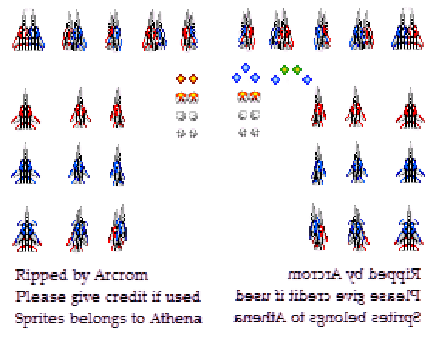 Ripped by Arcrom
Please give credit if used
Sprites belongs to Athena
Ripped by Arcrom
Please give credit if used
Sprites belongs to Athena